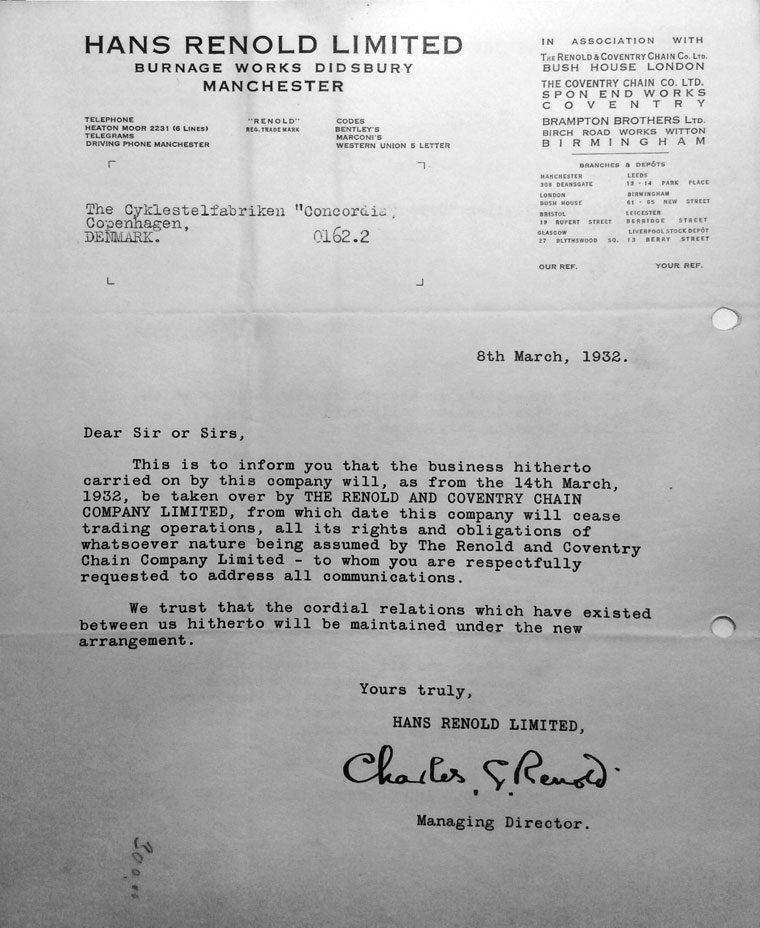 HANS RENOLD LIMITED
BURNAGE WORKS DIDSBURY
MANCHESTER
TELEPHONE
HEATON MOOR 2231 (6 LINES)
TELEGRAMS
DRIVING PHONE MANCHESTER
"RENOLD"
REG. TRADE MARK
CODES
BENTLEY'S
MARCONI'S
WESTERN UNION 5 LETTER
IN ASSOCIATION WITH
THE RENOLD & COVENTRY CHAIN CO. LTD.
BUSH HOUSE LONDON
THE COVENTRY CHAIN CO. LTD.
SPON END WORKS
COVENTRY
BRAMPTON BROTHERS LTD.
BIRCH ROAD WORKS WITTON
BIRMINGHAM
BRANCHES & DEPÔTS
MANCHESTER
308 DEANSGATE
LONDON
BUSH HOUSE
BRISTOL
19 RUPERT STREET
GLASGOW
27 BLYTHSWOOD SQ.
LEEDS
12 - 14 PARK PLACE
BIRMINGHAM
61 - 65 NEW STREET
LEICESTER
BERRIDGE STREET
LIVERPOOL STOCK DEPÔT
13 BERRY STREET
OUR REF. YOUR REF.
The Cyklestelfabriken "Concordia,
Copenhagen,
DENMARK. 0162.2
8th March, 1932.
Dear Sir or Sirs,
This is to inform you that the business hitherto
carried on by this company will, as from the 14th March,
1932, be taken over by THE RENOLD AND COVENTRY CHAIN
COMPANY LIMITED, from which date this company will cease
trading operations, all its rights and obligations of
whatsoever nature being assumed by The Renold and Coventry
Chain Company Limited - to whom you are respectfully
requested to address all communications.
We trust that the cordial relations which have existed
between us hitherto will be maintained under the new
arrangement.
Yours truly,
HANS RENOLD LIMITED,
Charles G. Renold
Managing Director.